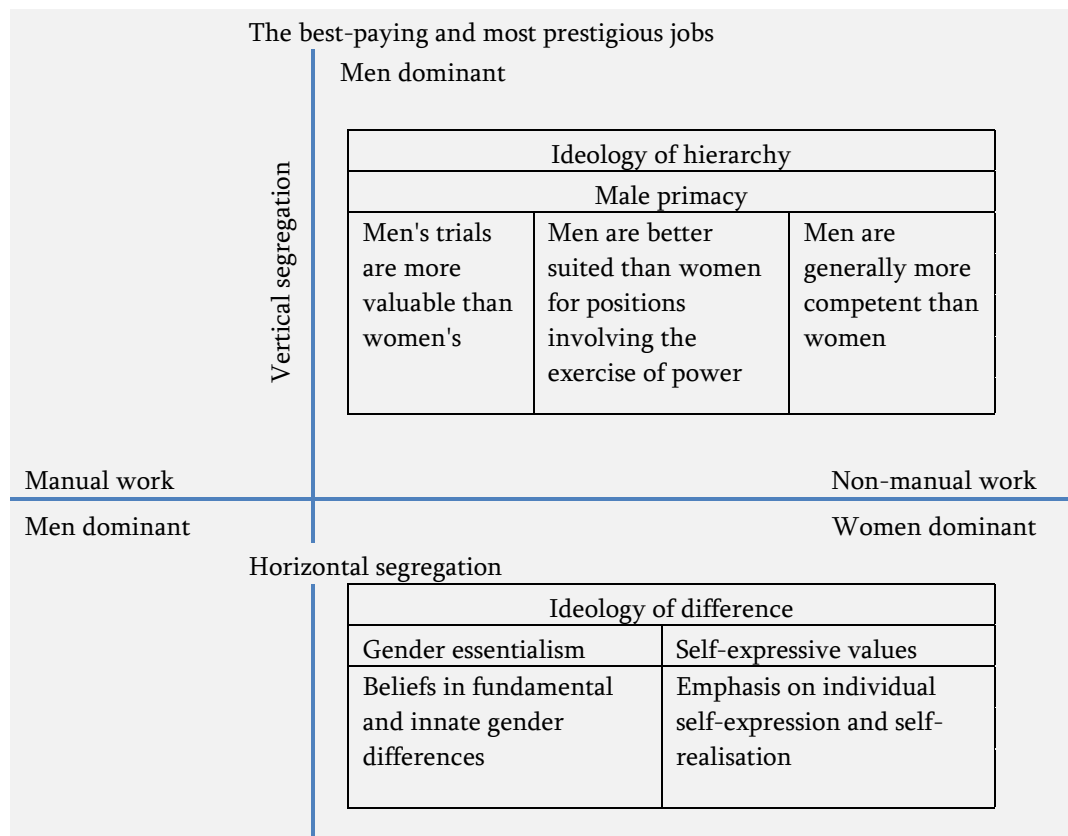 The best-paying and most prestigious jobs
Men dominant
Vertical segregation
Ideology of hierarchy
Male primacy
Men's trials
are more
valuable than
women's
Men are better
suited than women
for positions
involving the
exercise of power
Men are
generally more
competent than
women
Manual work
Non-manual work
Men dominant
Women dominant
Horizontal segregation
Ideology of difference
Gender essentialism
Self-expressive values
Beliefs in fundamental
and innate gender
differences
Emphasis on individual
self-expression and self-
realisation